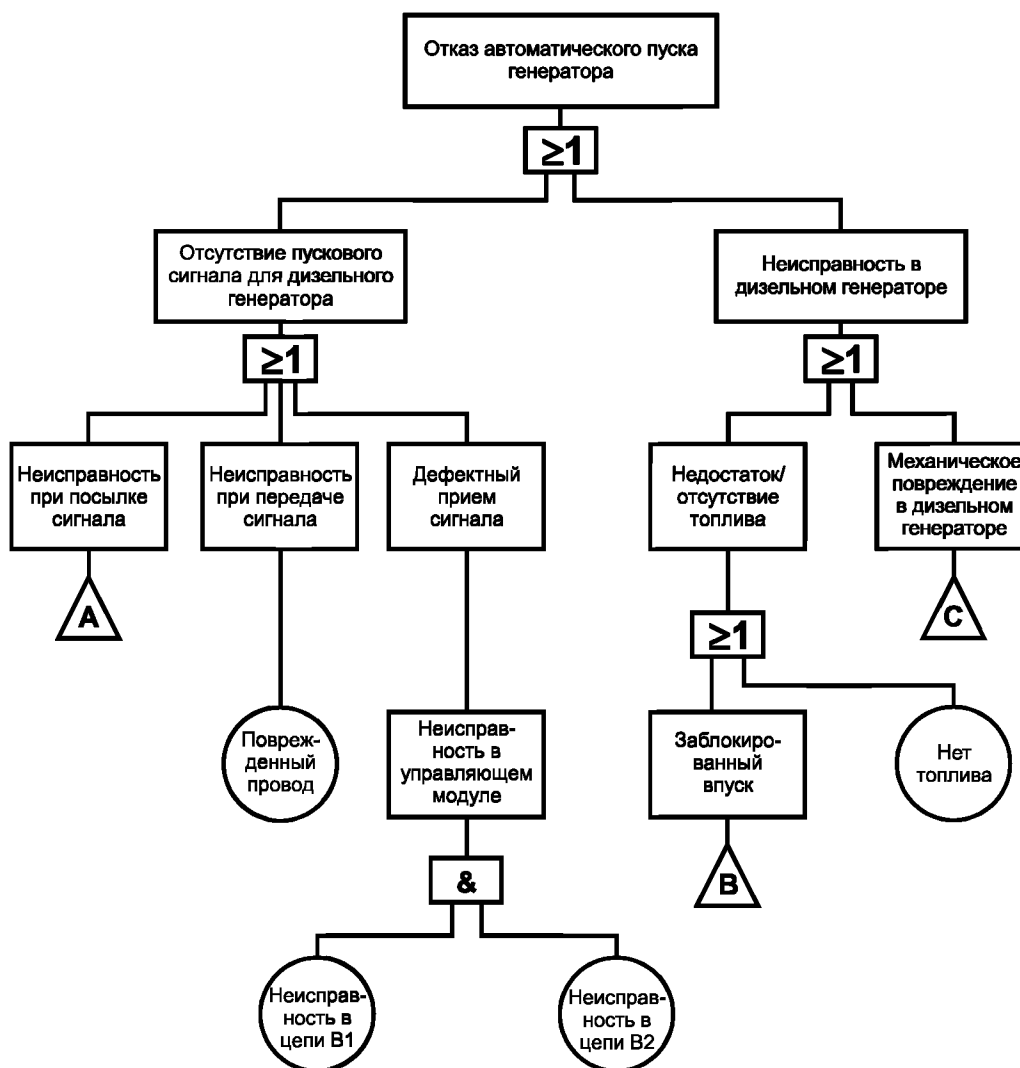 Отказ автоматического пуска
генератора
≥1
Отсутствие пускового
сигнала для дизельного
генератора
Неисправность в
дизельном генераторе
≥1
≥1
Неисправность
при посылке
сигнала
Неисправность
при передаче
сигнала
Дефектный
прием
сигнала
Недостаток/
отсутствие
топлива
Механическое
повреждение
в дизельном
генераторе
A
≥1
C
Повреж-
денный
провод
Неисправ-
ность в
управляющем
модуле
Заблокиро-
ванный
впуск
Нет
топлива
&
B
Неисправ-
ность в
цепи B1
Неисправ-
ность в
цепи B2